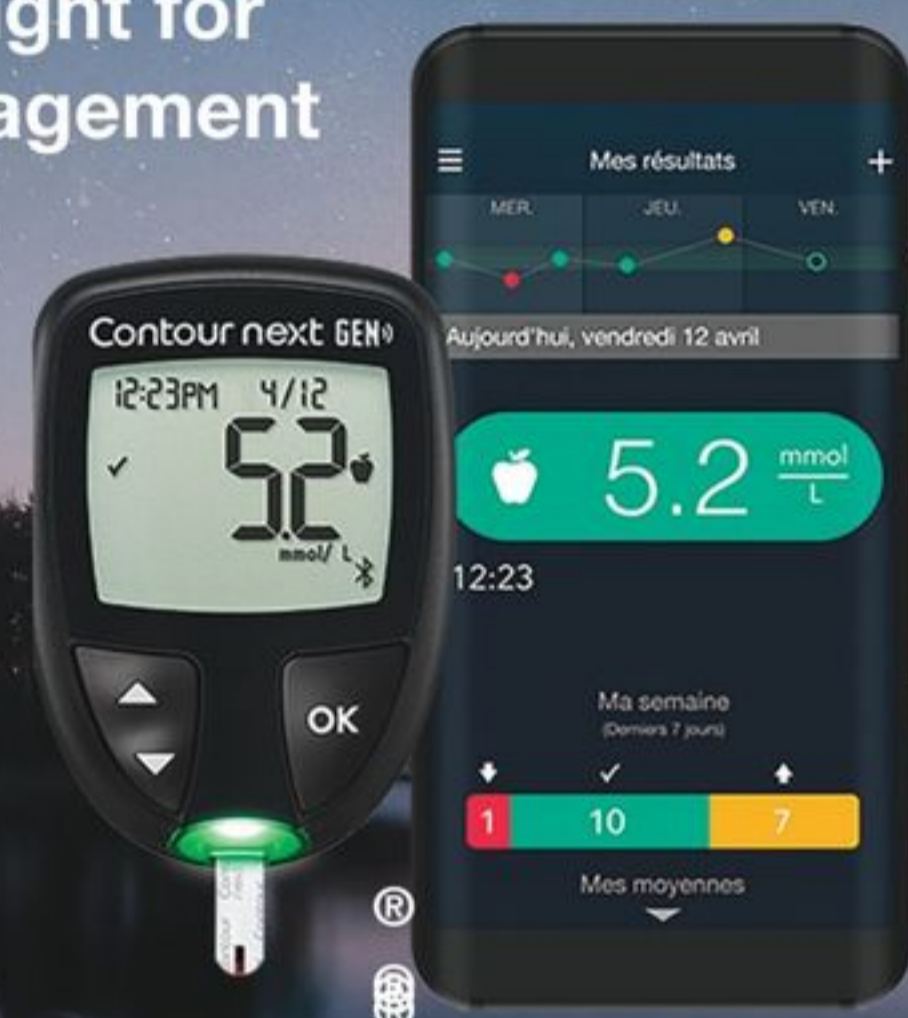 ight for
agement
Contour next GEN
12:23PM 4/12
5.2
mmol/ L
OK
®
Mes résultats
MER. JEU. VEN.
Aujourd'hui, vendredi 12 avril
5.2 mmol
L
12:23
Ma semaine
(Derniers 7 jours)
1 10 7
Mes moyennes